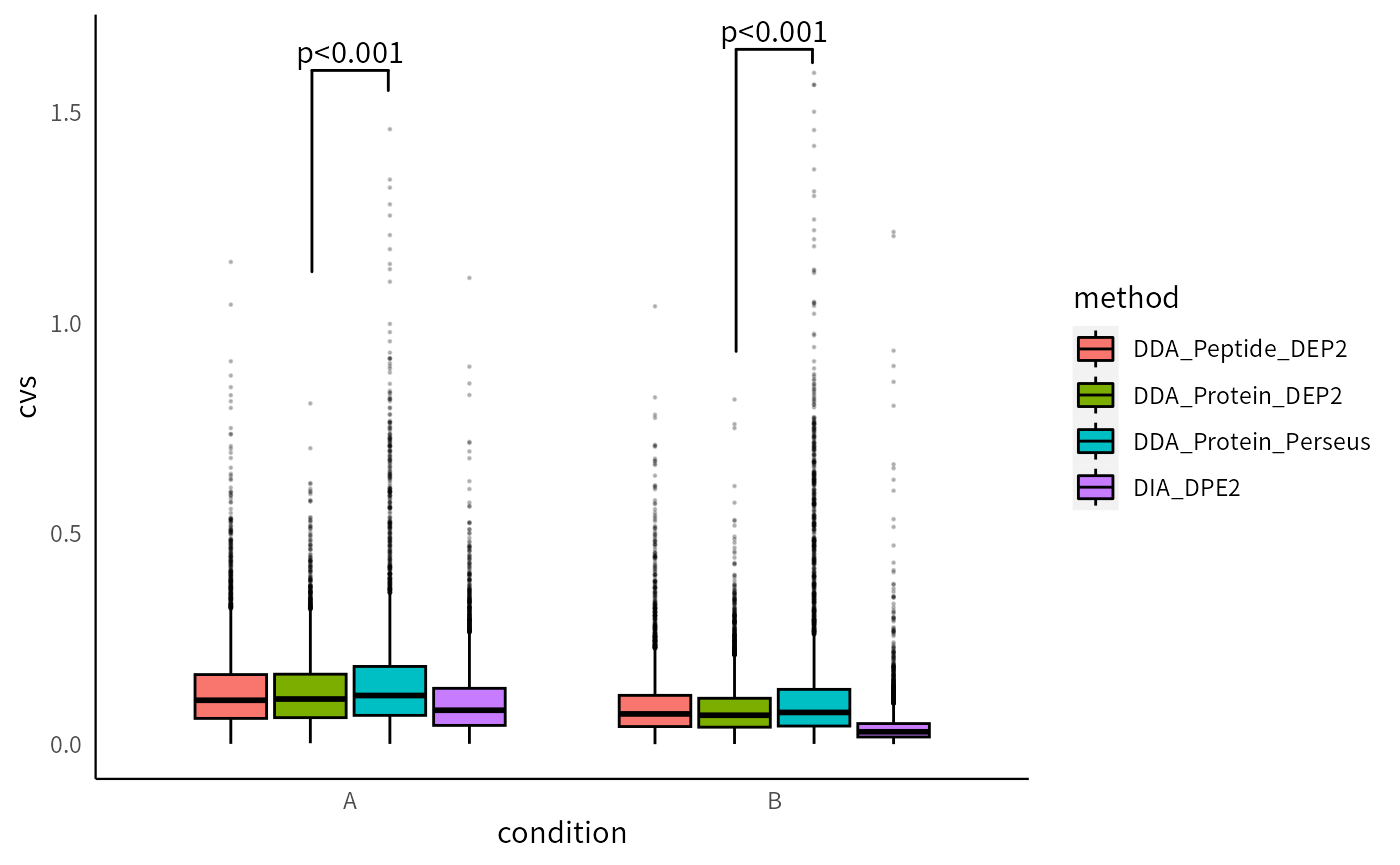 p<0.001
p<0.001
1.5
1.0
0.5
0.0
cvs
A
B
condition
method
DDA_Peptide_DEP2
DDA_Protein_DEP2
DDA_Protein_Perseus
DIA_DPE2